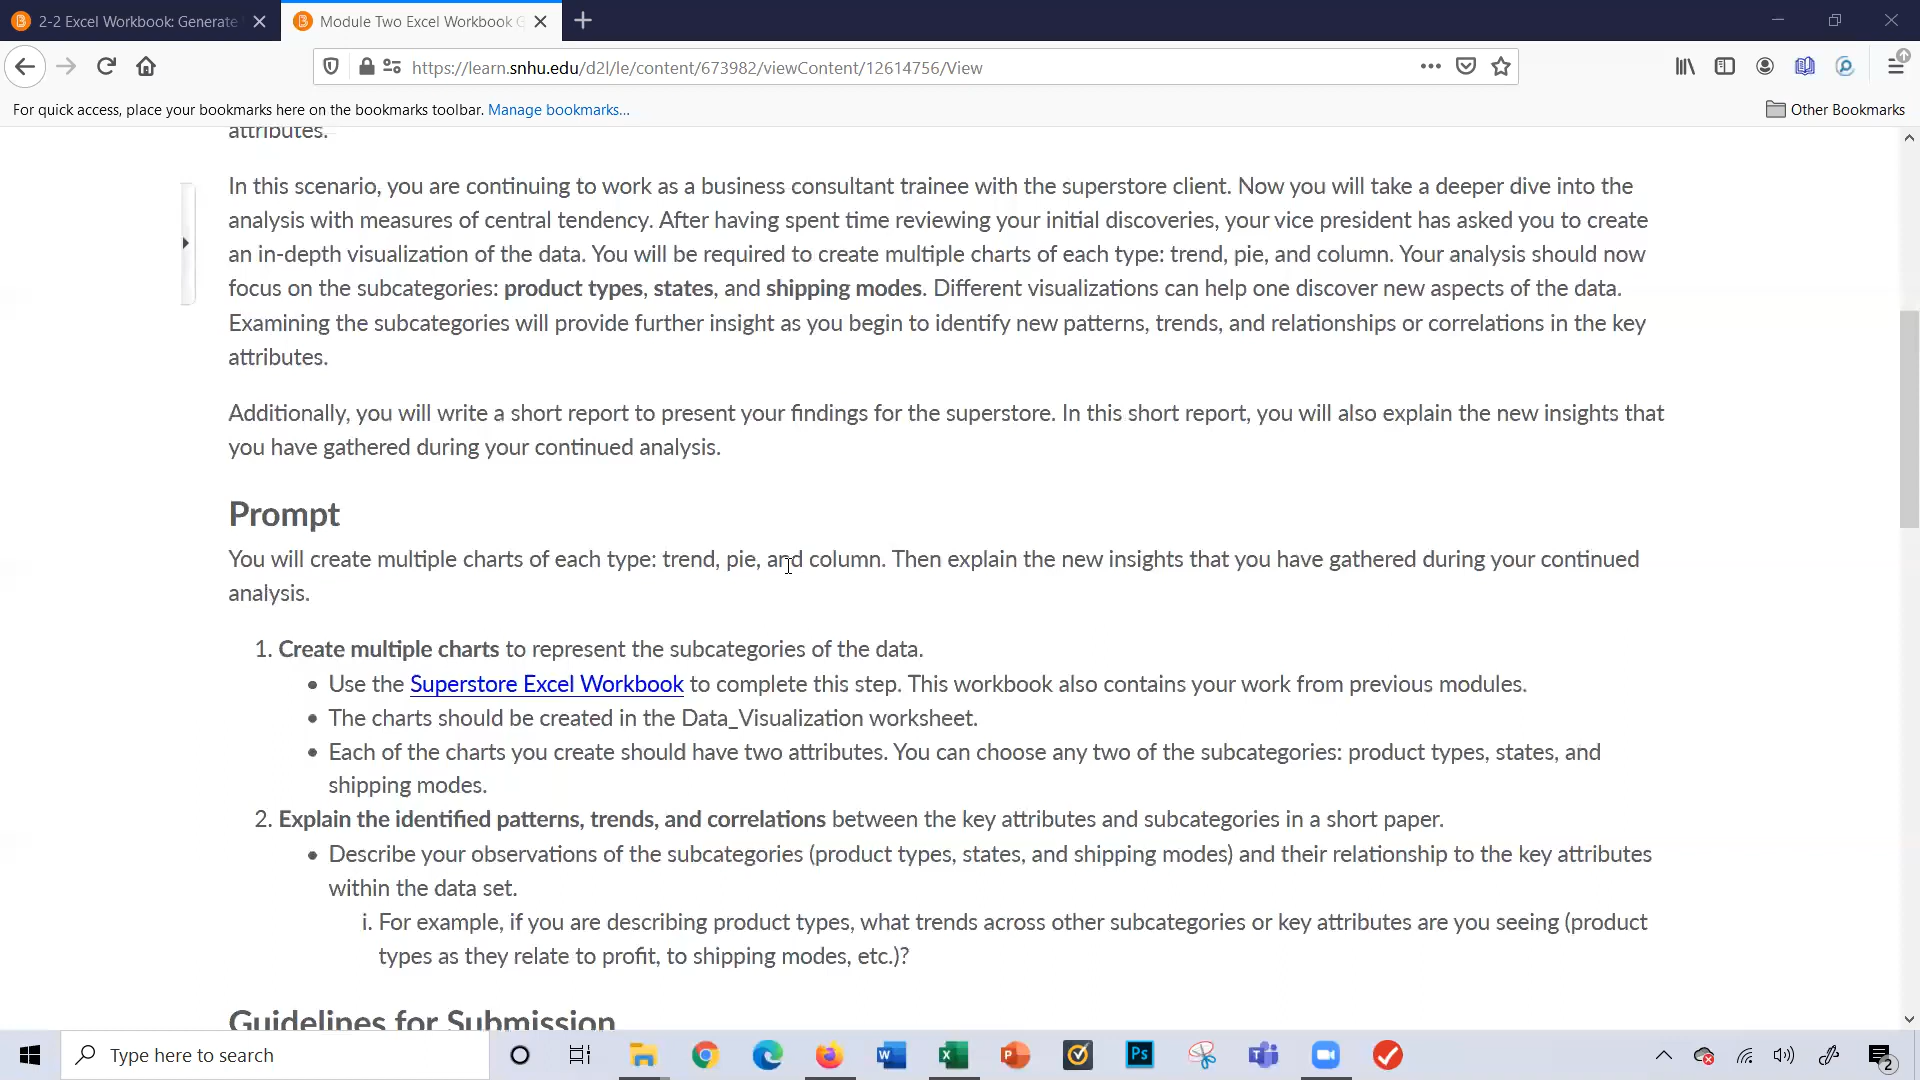 2-2 Excel Workbook: Generate
Module Two Excel Workbook G
https://learn.snhu.edu/d2l/le/content/673982/viewContent/12614756/View
For quick access, place your bookmarks here on the bookmarks toolbar. Manage bookmarks...
Other Bookmarks
attributes.
In this scenario, you are continuing to work as a business consultant trainee with the superstore client. Now you will take a deeper dive into the
analysis with measures of central tendency. After having spent time reviewing your initial discoveries, your vice president has asked you to create
an in-depth visualization of the data. You will be required to create multiple charts of each type: trend, pie, and column. Your analysis should now
focus on the subcategories: product types, states, and shipping modes. Different visualizations can help one discover new aspects of the data.
Examining the subcategories will provide further insight as you begin to identify new patterns, trends, and relationships or correlations in the key
attributes.
Additionally, you will write a short report to present your findings for the superstore. In this short report, you will also explain the new insights that
you have gathered during your continued analysis.
Prompt
You will create multiple charts of each type: trend, pie, and column. Then explain the new insights that you have gathered during your continued
analysis.
1. Create multiple charts to represent the subcategories of the data.
• Use the Superstore Excel Workbook to complete this step. This workbook also contains your work from previous modules.
• The charts should be created in the Data_Visualization worksheet.
• Each of the charts you create should have two attributes. You can choose any two of the subcategories: product types, states, and
shipping modes.
2. Explain the identified patterns, trends, and correlations between the key attributes and subcategories in a short paper.
• Describe your observations of the subcategories (product types, states, and shipping modes) and their relationship to the key attributes
within the data set.
i. For example, if you are describing product types, what trends across other subcategories or key attributes are you seeing (product
types as they relate to profit, to shipping modes, etc.)?
Guidelines for Submission
Type here to search
W
X
P
Ps
T
2